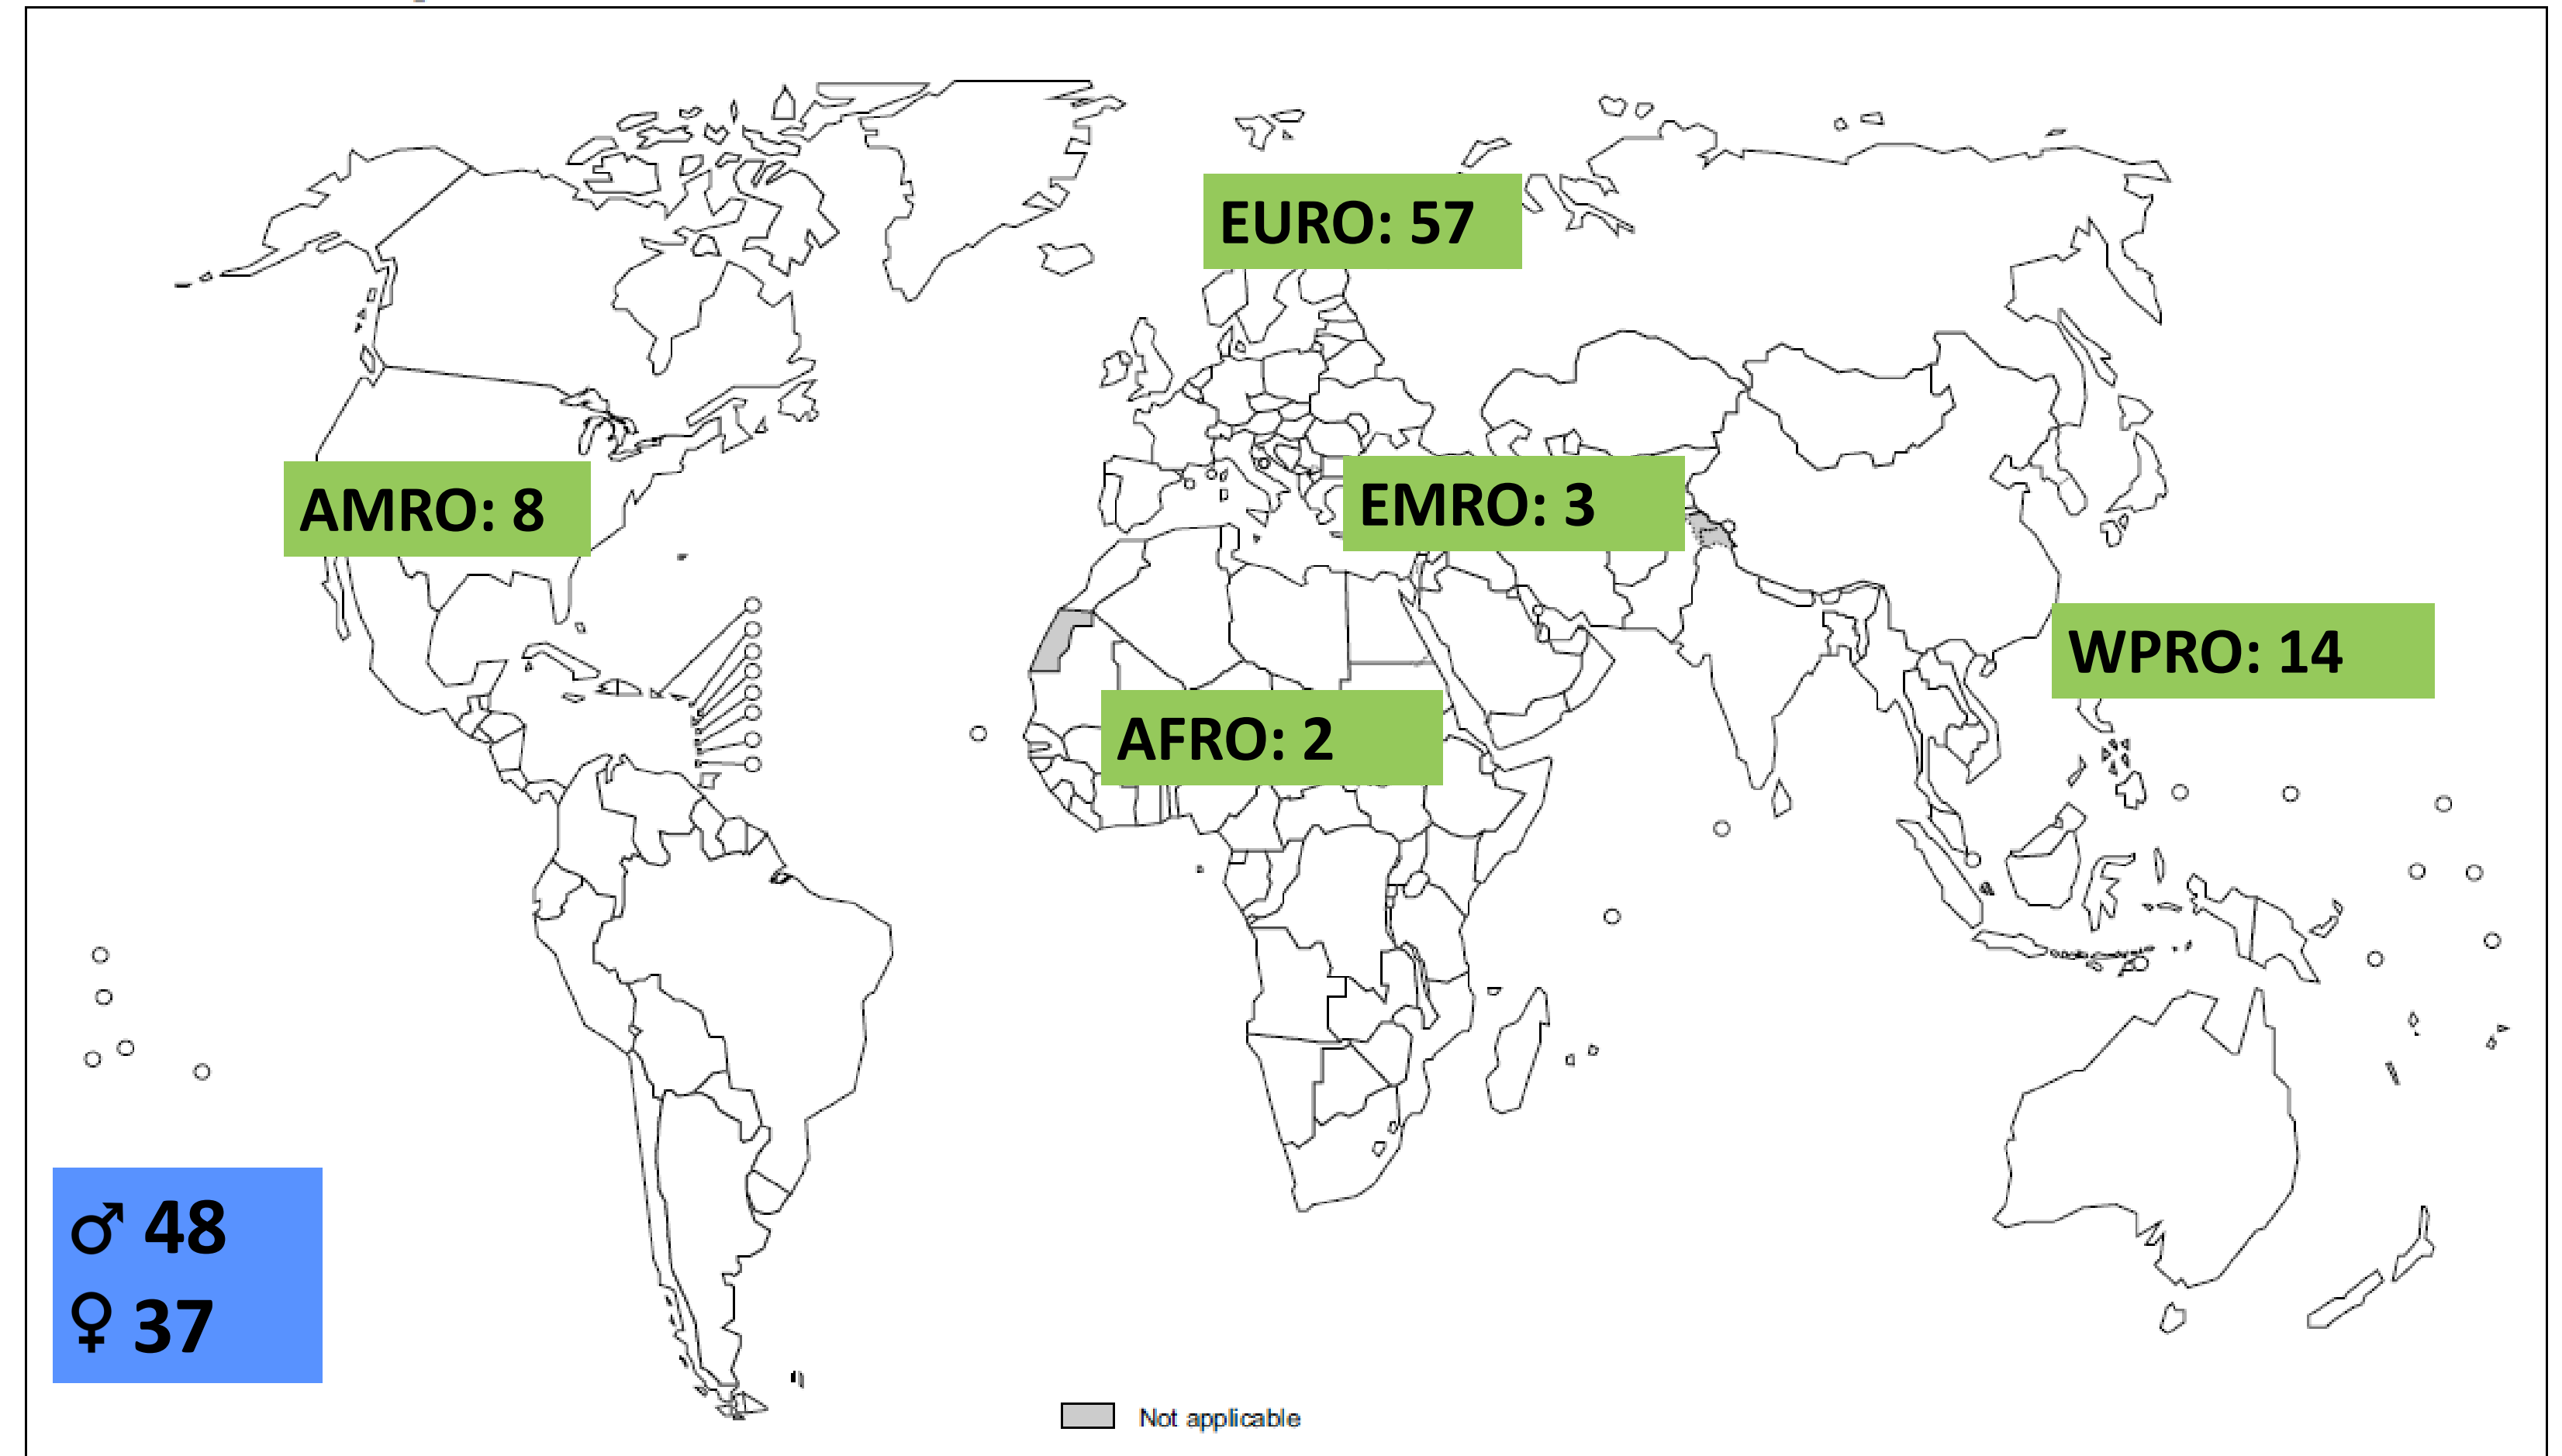 EURO: 57
AMRO: 8
EMRO: 3
WPRO: 14
AFRO: 2
♂ 48
♀ 37
Not applicable